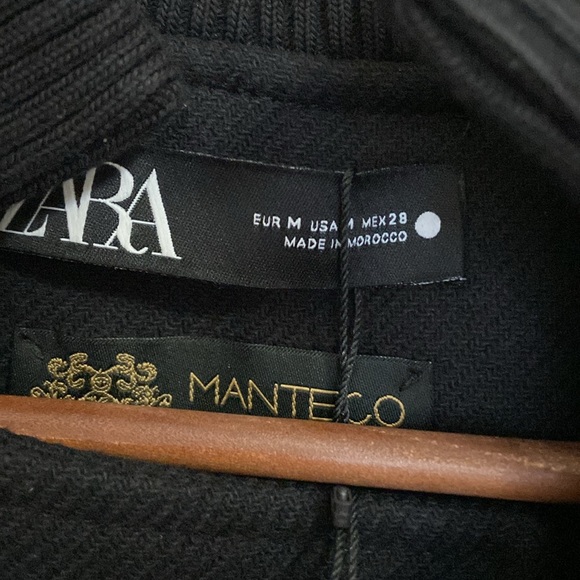 ZARA
EUR M USA M MEX 28
MADE IN MOROCCO
MANTECO